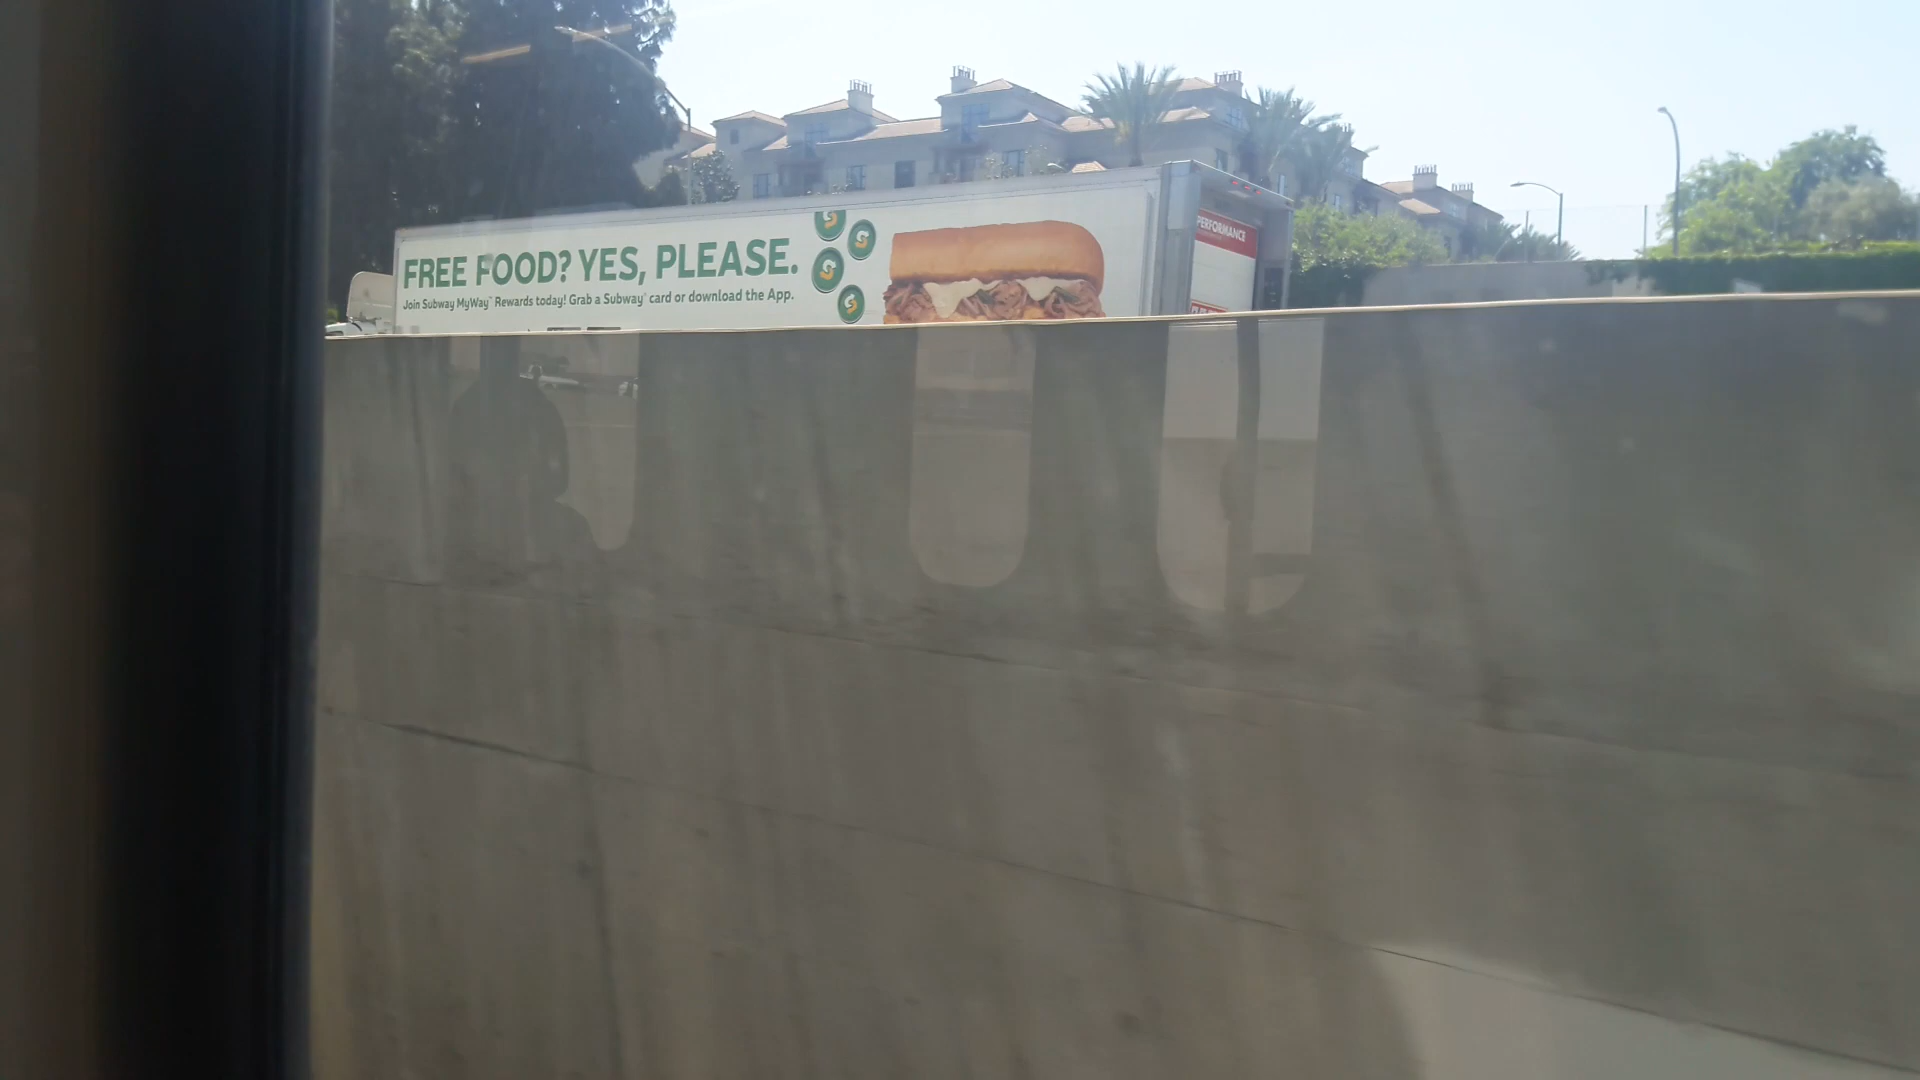 FREE FOOD? YES, PLEASE.
Join Subway MyWay™ Rewards today! Grab a Subway® card or download the App.
PERFORMANCE